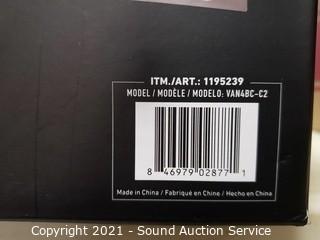 ITM./ART.: 1195239
MODEL / MODÈLE / MODELO: VAN4BC-C2
8 46979 02877 1
Made in China / Fabriqué en Chine / Hecho en China
Copyright 2021 - Sound Auction Service